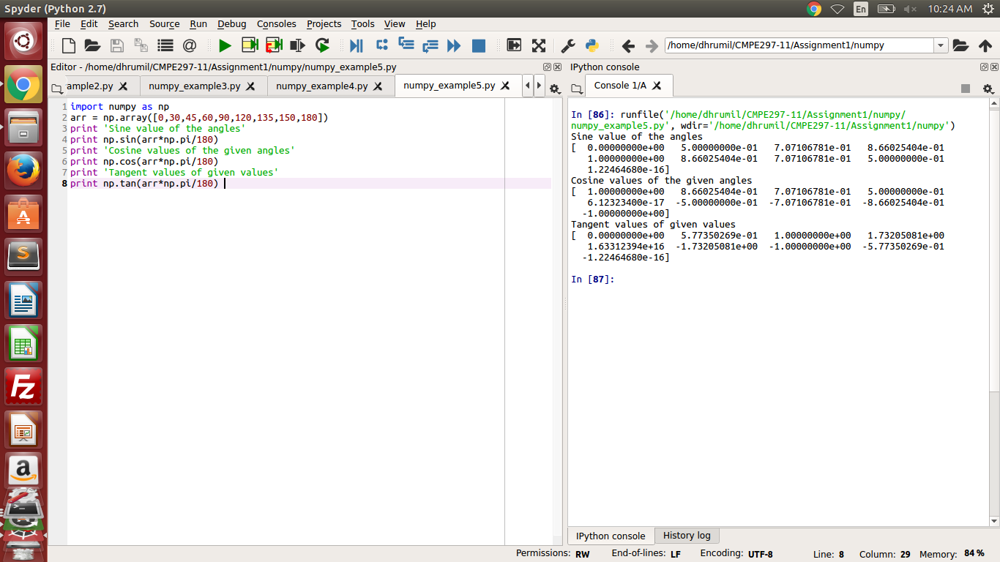 Spyder (Python 2.7)
En
10:24 AM
File Edit Search Source Run Debug Consoles Projects Tools View Help
@
/home/dhrumil/CMPE297-11/Assignment1/numpy
Editor - /home/dhrumil/CMPE297-11/Assignment1/numpy/numpy_example5.py
ample2.py numpy_example3.py numpy_example4.py numpy_example5.py
1 import numpy as np
2 arr = np.array([0,30,45,60,90,120,135,150,180])
3 print 'Sine value of the angles'
4 print np.sin(arr*np.pi/180)
5 print 'Cosine values of the given angles'
6 print np.cos(arr*np.pi/180)
7 print 'Tangent values of given values'
8 print np.tan(arr*np.pi/180)
IPython console
Console 1/A
In [86]: runfile('/home/dhrumil/CMPE297-11/Assignment1/numpy/
numpy_example5.py', wdir='/home/dhrumil/CMPE297-11/Assignment1/numpy')
Sine value of the angles
[ 0.00000000e+00 5.00000000e-01 7.07106781e-01 8.66025404e-01
1.00000000e+00 8.66025404e-01 7.07106781e-01 5.00000000e-01
1.22464680e-16]
Cosine values of the given angles
[ 1.00000000e+00 8.66025404e-01 7.07106781e-01 5.00000000e-01
6.12323400e-17 -5.00000000e-01 -7.07106781e-01 -8.66025404e-01
-1.00000000e+00]
Tangent values of given values
[ 0.00000000e+00 5.77350269e-01 1.00000000e+00 1.73205081e+00
1.63312394e+16 -1.73205081e+00 -1.00000000e+00 -5.77350269e-01
-1.22464680e-16]
In [87]:
IPython console History log
Permissions: RW End-of-lines: LF Encoding: UTF-8 Line: 8 Column: 29 Memory: 84 %
A
S
Fz
a